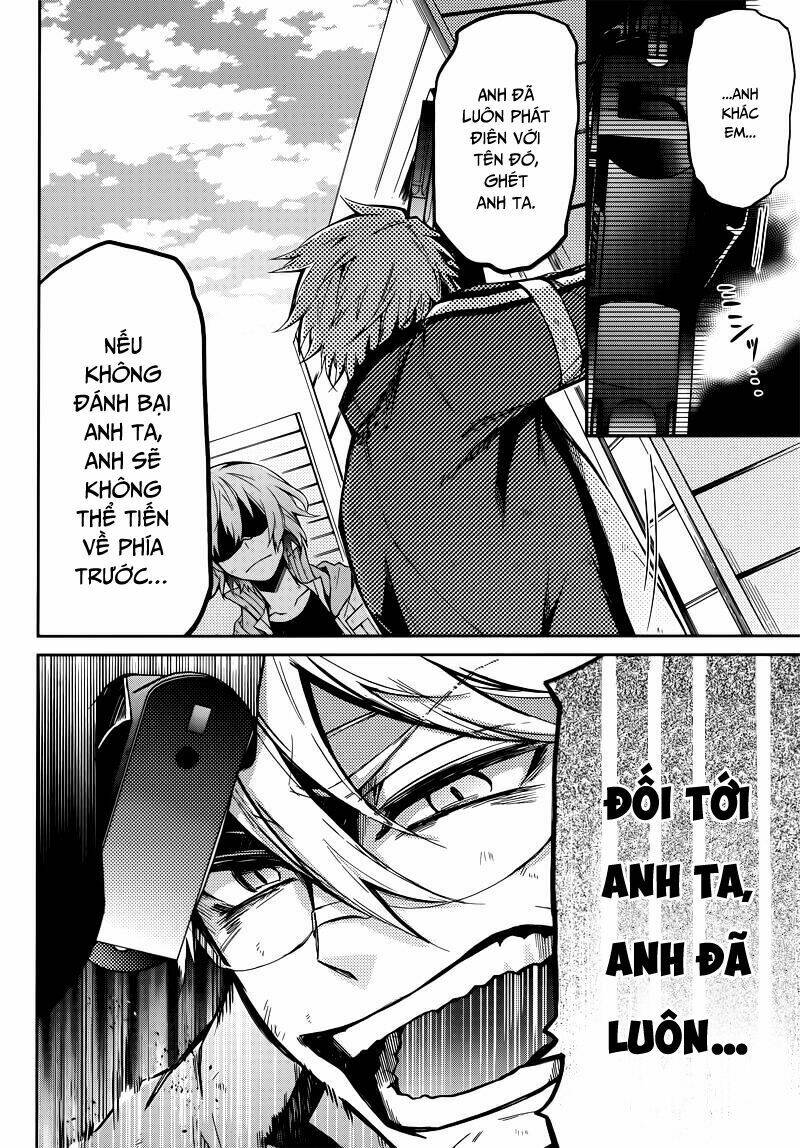 ...ANH
KHÁC
EM...
ANH ĐÃ
LUÔN PHÁT
ĐIÊN VỚI
TÊN ĐÓ,
GHÉT
ANH TA.
NẾU
KHÔNG
ĐÁNH BẠI
ANH TA,
ANH SẼ
KHÔNG
THỂ TIẾN
VỀ PHÍA
TRƯỚC...
ĐỐI TỚI
ANH TA,
ANH ĐÃ
LUÔN...